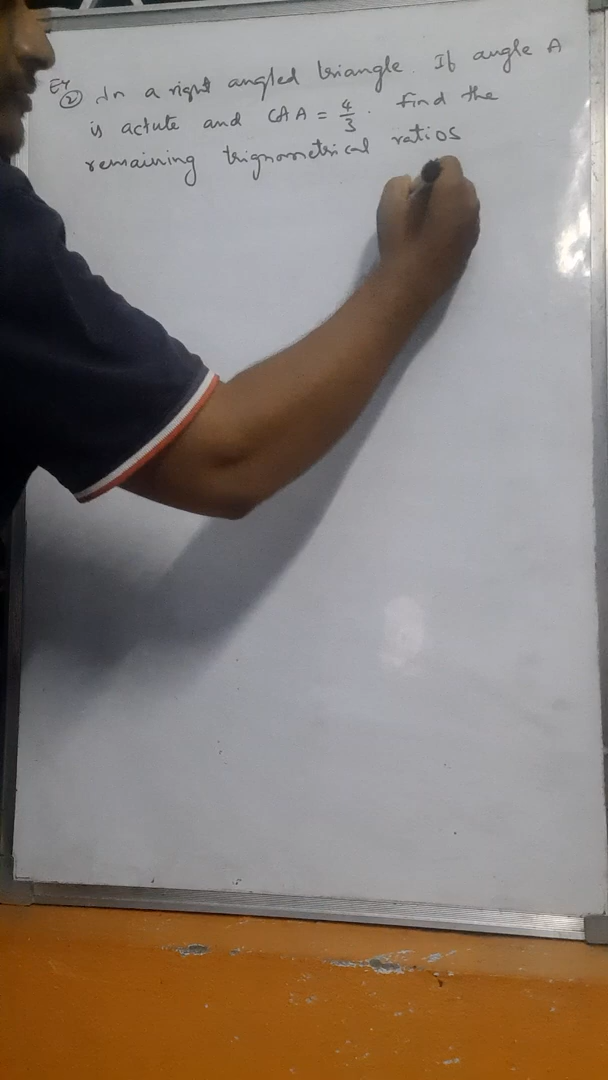 Ex
② In a right angled triangle. If angle A
is actute and Cot A = 4/3. Find the
remaining trignometrical ratios